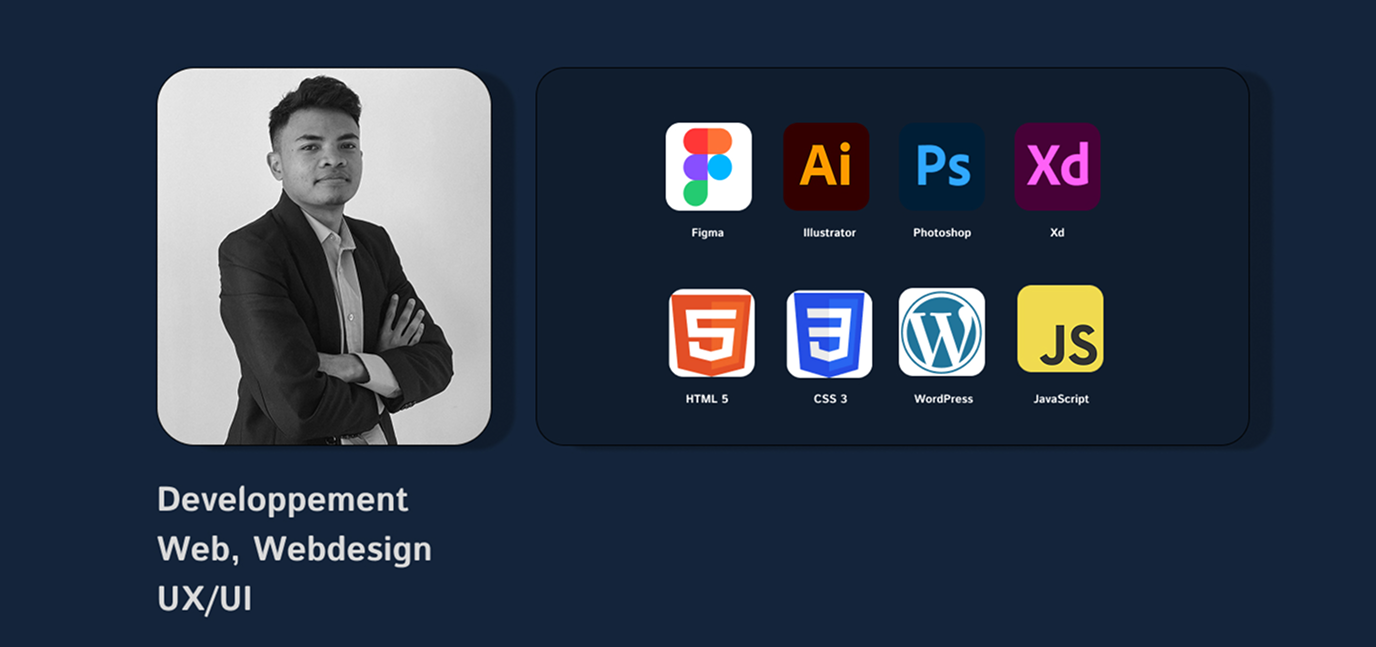 Ai Ps Xd
Figma Illustrator Photoshop Xd
5 3 W JS
HTML 5 CSS 3 WordPress JavaScript
Developpement
Web, Webdesign
UX/UI